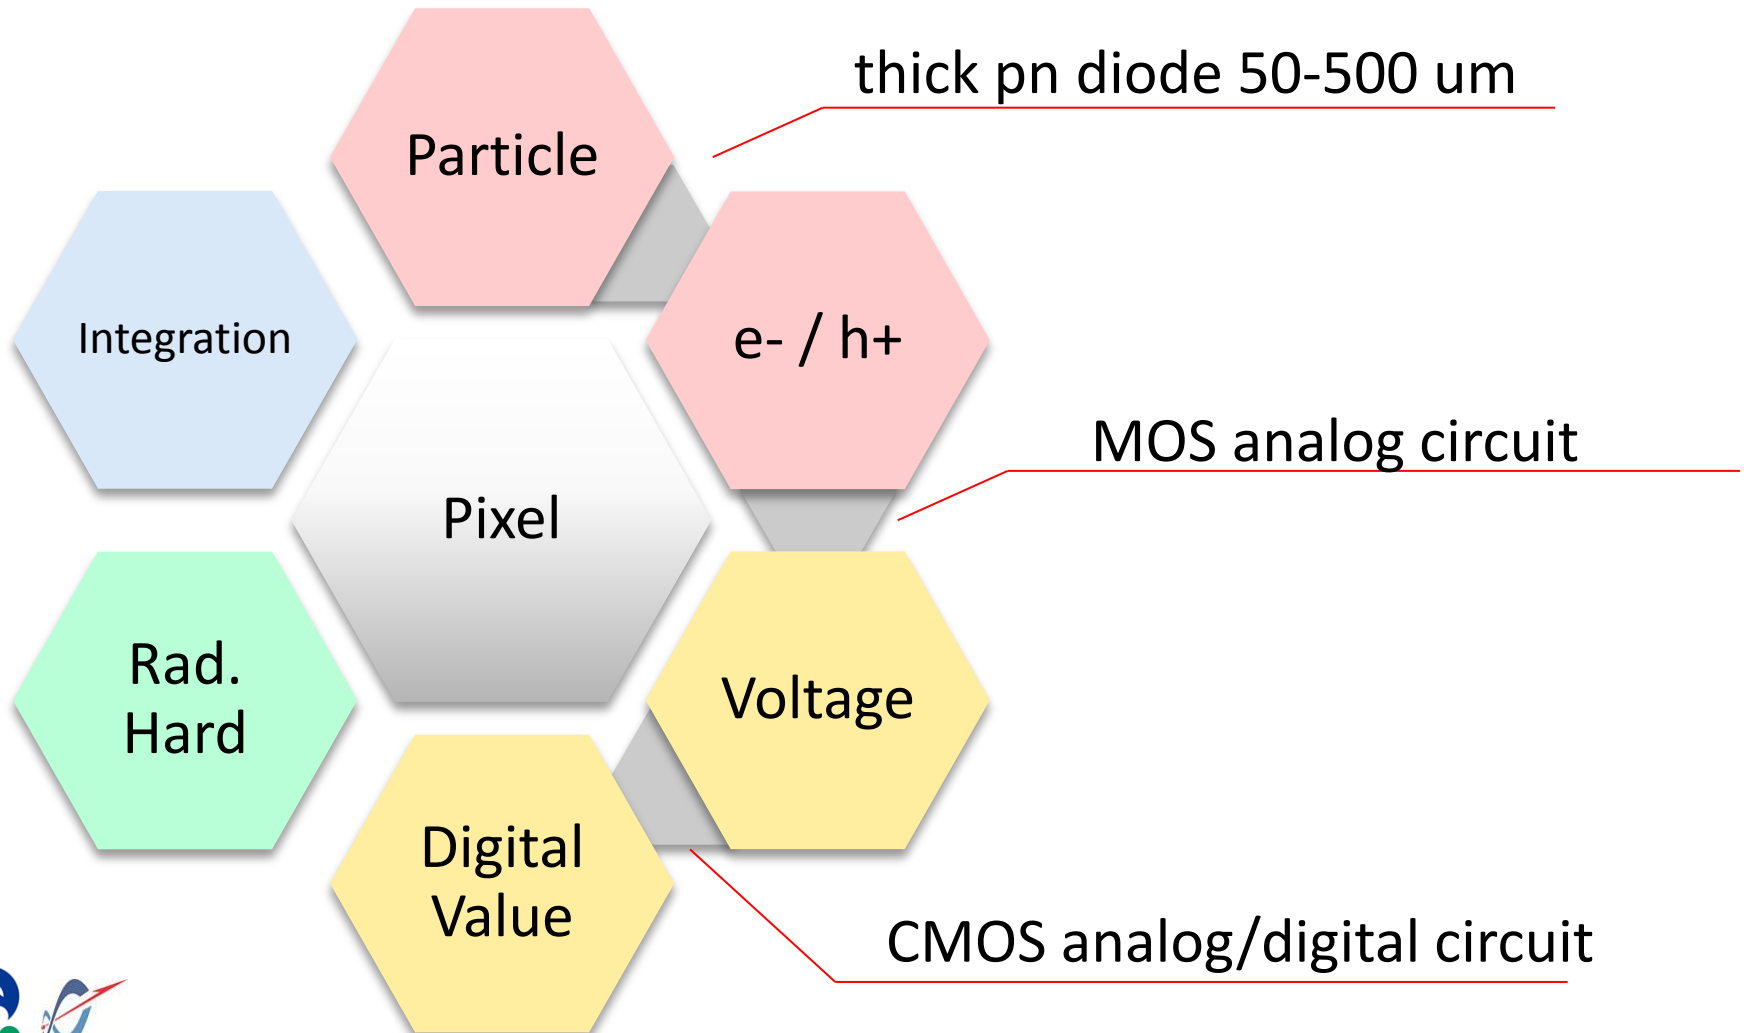 thick pn diode 50-500 um
Particle
Integration
e- / h+
MOS analog circuit
Pixel
Rad.
Hard
Voltage
Digital
Value
CMOS analog/digital circuit